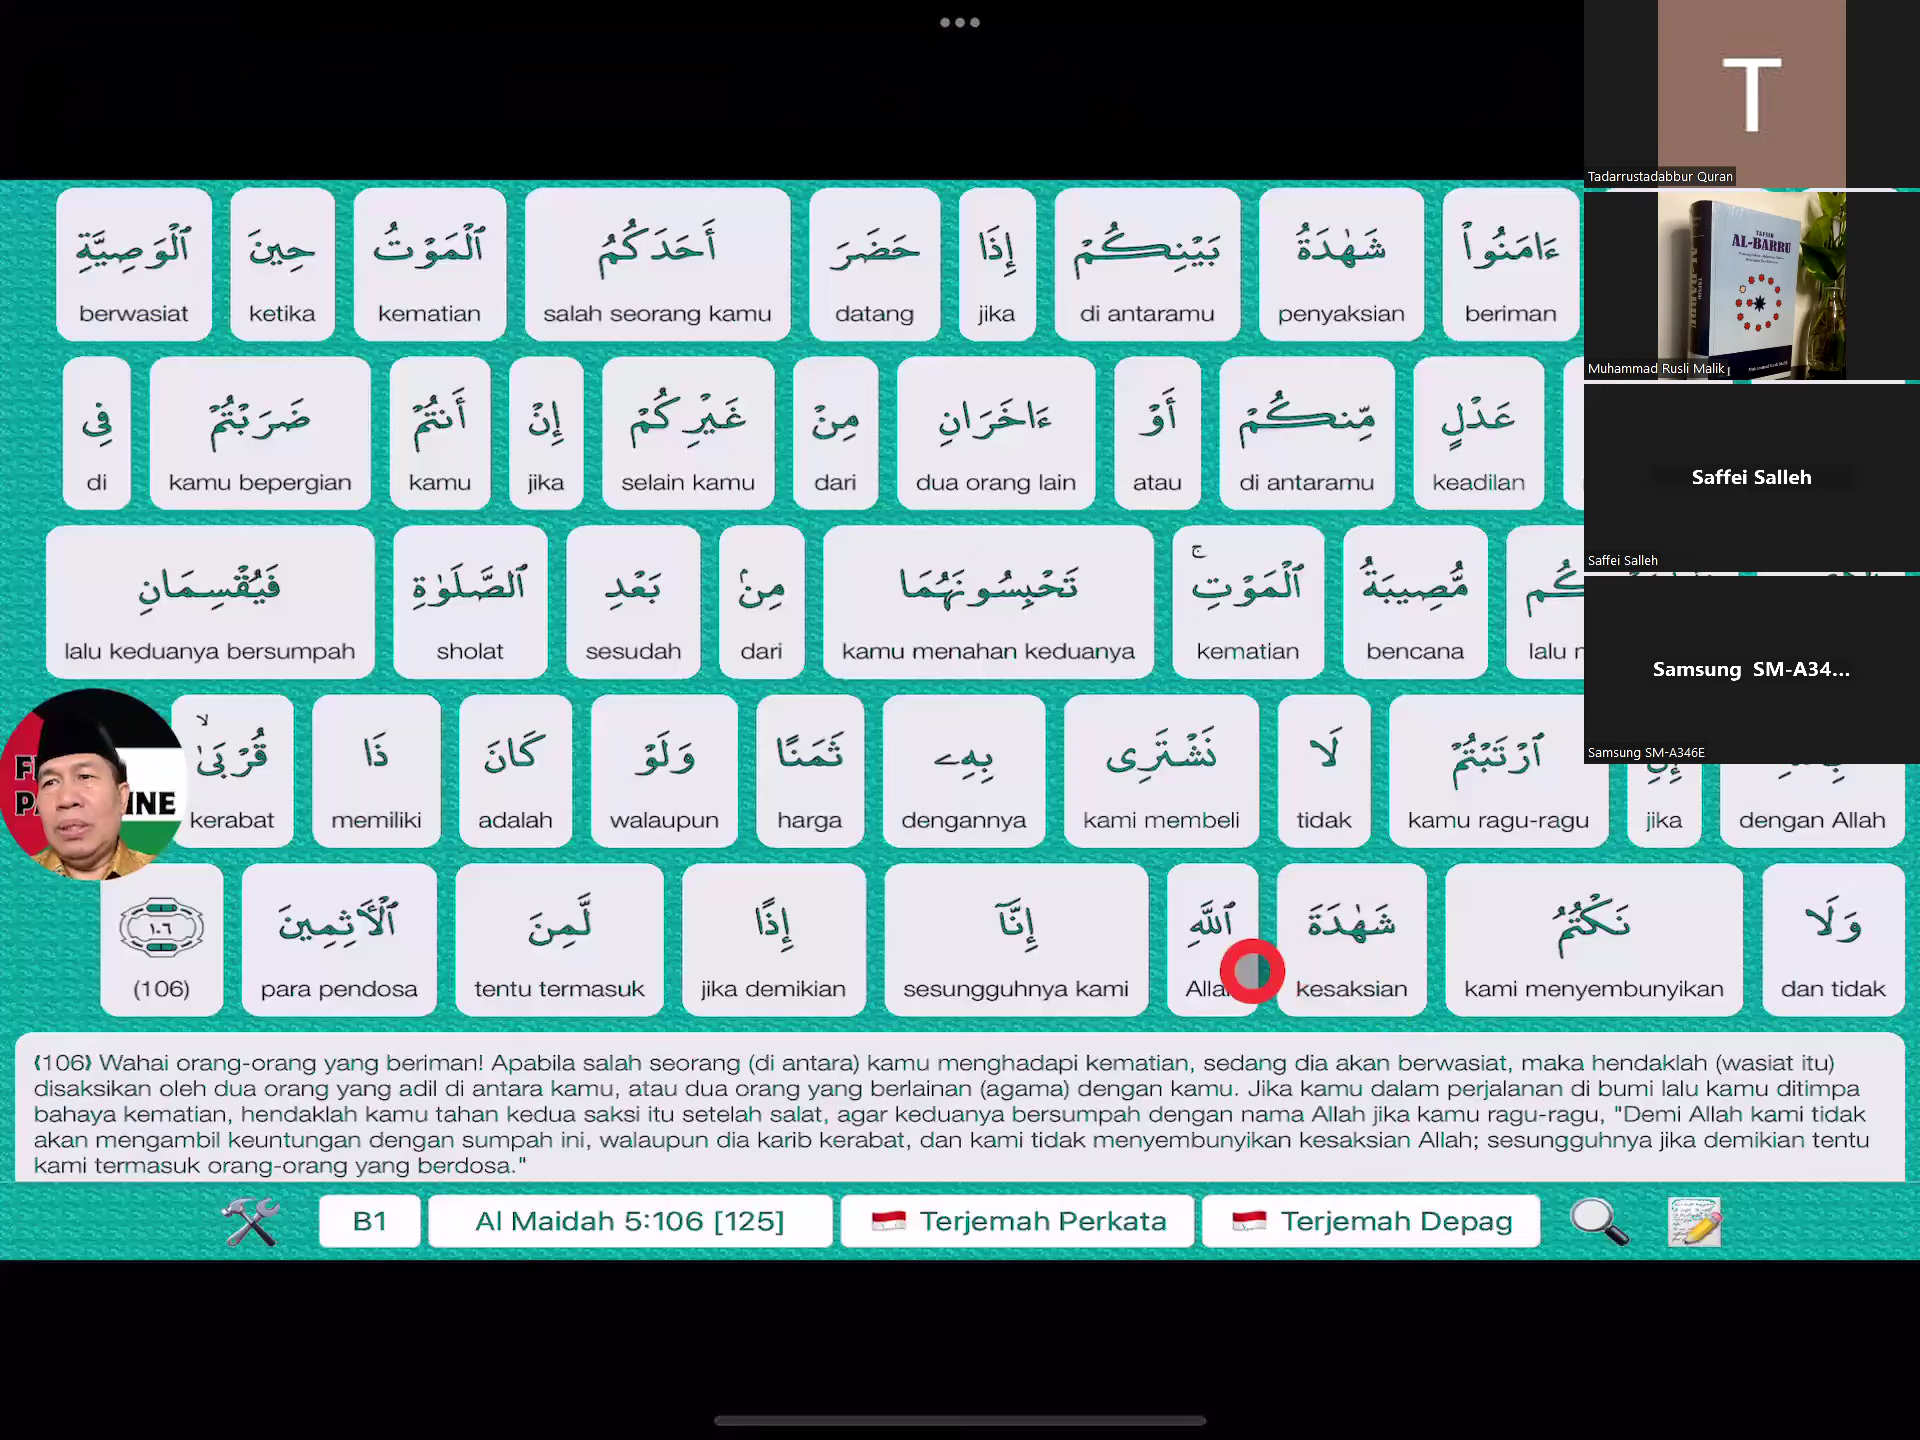 ءَامَنُوا۟ شَهَٰدَةُ بَيْنِكُمْ إِذَا حَضَرَ أَحَدَكُمُ ٱلْمَوْتُ حِينَ ٱلْوَصِيَّةِ
beriman penyaksian di antaramu jika datang salah seorang kamu kematian ketika berwasiat
عَدْلٍ مِّنكُمْ أَوْ ءَاخَرَانِ مِنْ غَيْرِكُمْ إِنْ أَنتُمْ ضَرَبْتُمْ فِى
keadilan di antaramu atau dua orang lain dari selain kamu jika kamu kamu bepergian di
مُّصِيبَةُ ٱلْمَوْتِ ۚ تَحْبِسُونَهُمَا مِنۢ بَعْدِ ٱلصَّلَوٰةِ فَيُقْسِمَانِ
lalu bencana kematian kamu menahan keduanya dari sesudah sholat lalu keduanya bersumpah
إِنِ ٱرْتَبْتُمْ لَا نَشْتَرِى بِهِۦ ثَمَنًا وَلَوْ كَانَ ذَا قُرْبَىٰ ۙ
dengan Allah jika kamu ragu-ragu tidak kami membeli dengannya harga walaupun adalah memiliki kerabat
وَلَا نَكْتُمُ شَهَٰدَةَ ٱللَّهِ إِنَّآ إِذًا لَّمِنَ ٱلْـَٔاثِمِينَ ١٠٦
dan tidak kami menyembunyikan kesaksian Allah sesungguhnya kami jika demikian tentu termasuk para pendosa (106)
(106) Wahai orang-orang yang beriman! Apabila salah seorang (di antara) kamu menghadapi kematian, sedang dia akan berwasiat, maka hendaklah (wasiat itu)
disaksikan oleh dua orang yang adil di antara kamu, atau dua orang yang berlainan (agama) dengan kamu. Jika kamu dalam perjalanan di bumi lalu kamu ditimpa
bahaya kematian, hendaklah kamu tahan kedua saksi itu setelah salat, agar keduanya bersumpah dengan nama Allah jika kamu ragu-ragu, "Demi Allah kami tidak
akan mengambil keuntungan dengan sumpah ini, walaupun dia karib kerabat, dan kami tidak menyembunyikan kesaksian Allah; sesungguhnya jika demikian tentu
kami termasuk orang-orang yang berdosa."
B1 Al Maidah 5:106 [125] Terjemah Perkata Terjemah Depag
T
Tadarrustadabbur Quran
TAFSIR
AL-BARRU
Muhammad Rusli Malik
Saffei Salleh
Saffei Salleh
Samsung SM-A34...
Samsung SM-A346E